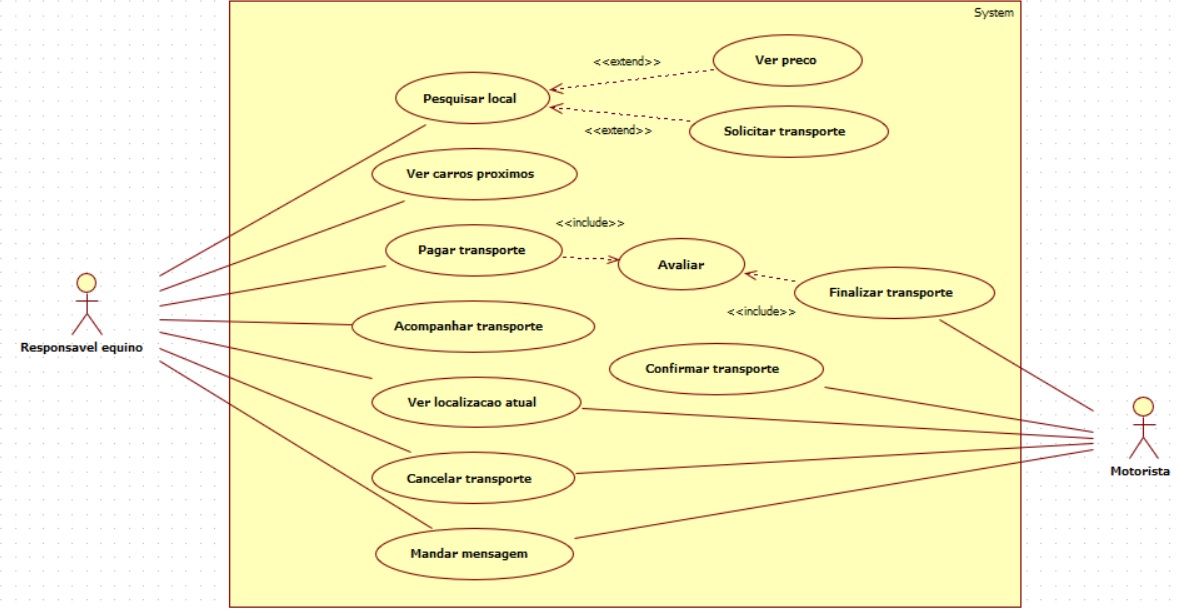 System
<<extend>>
Ver preco
Pesquisar local
<<extend>>
Solicitar transporte
Ver carros proximos
<<include>>
Pagar transporte
Avaliar
Finalizar transporte
<<include>>
Acompanhar transporte
Responsavel equino
Confirmar transporte
Ver localizacao atual
Motorista
Cancelar transporte
Mandar mensagem